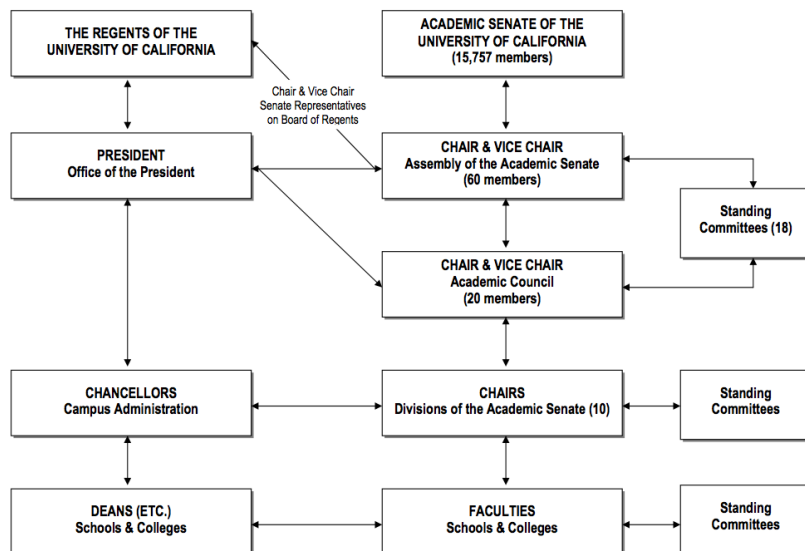 THE REGENTS OF THE
UNIVERSITY OF CALIFORNIA
ACADEMIC SENATE OF THE
UNIVERSITY OF CALIFORNIA
(15,757 members)
Chair & Vice Chair
Senate Representatives
on Board of Regents
PRESIDENT
Office of the President
CHAIR & VICE CHAIR
Assembly of the Academic Senate
(60 members)
Standing
Committees (18)
CHAIR & VICE CHAIR
Academic Council
(20 members)
CHANCELLORS
Campus Administration
CHAIRS
Divisions of the Academic Senate (10)
Standing
Committees
DEANS (ETC.)
Schools & Colleges
FACULTIES
Schools & Colleges
Standing
Committees